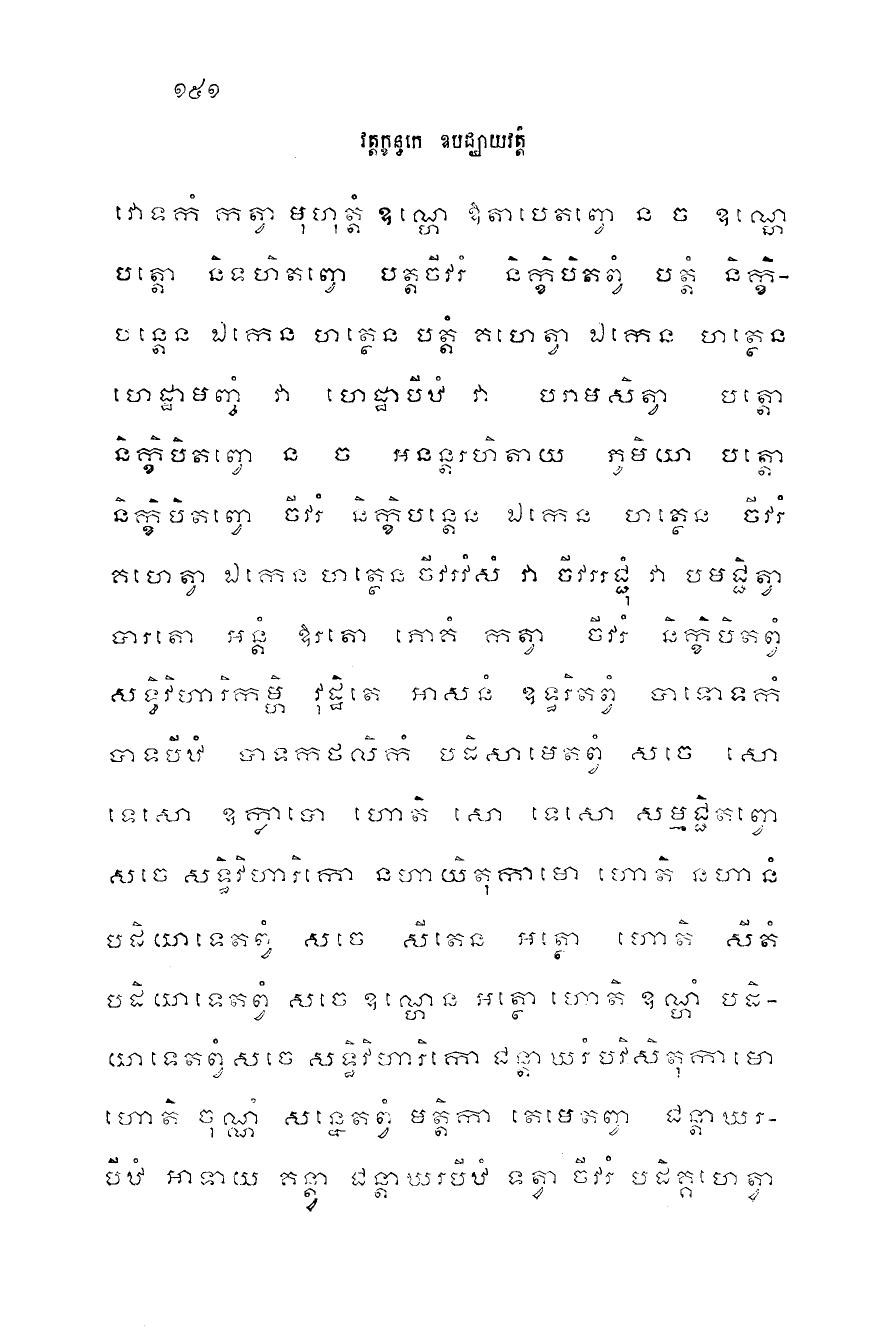 ១៥១
វត្តក្ខន្ធកេ ឧបជ្ឈាយវត្តំ
វោទកំ កត្វា មុហុត្តំ ឧណ្ហេ ឱតាបេតព្វោ ន ច ឧណ្ហេ
បត្តោ និទហិតព្វោ បត្តចីវរំ និក្ខិបិតព្វំ បត្តំ និក្ខិ-
បន្តេន ឯកេន ហត្ថេន បត្តំ គហេត្វា ឯកេន ហត្ថេន
ហេដ្ឋាមញ្ចំ វា ហេដ្ឋាបីឋំ វា បរាមសិត្វា បត្តោ
និក្ខិបិតព្វោ ន ច អនន្តរហិតាយ ភូមិយា បត្តោ
និក្ខិបិតព្វោ ចីវរំ និក្ខិបន្តេន ឯកេន ហត្ថេន ចីវរំ
គហេត្វា ឯកេន ហត្ថេន ចីវរវំសំ វា ចីវររជ្ជុំ វា បមជ្ជិត្វា
បារតោ អន្តំ ឱរតោ ភោគំ កត្វា ចីវរំ និក្ខិបិតព្វំ
សទ្ធិវិហារិកម្ហិ វុដ្ឋិតេ អាសនំ ឧទ្ធរិតព្វំ បាទោទកំ
បាទបីឋំ បាទកថលិកំ បដិសាមេតព្វំ សចេ សោ
ទេសោ ឧក្លាបោ ហោតិ សោ ទេសោ សម្មជ្ជិតព្វោ
សចេ សទ្ធិវិហារិកោ នហាយិតុកាមោ ហោតិ នហានំ
បដិយាទេតព្វំ សចេ សីតេន អត្ថោ ហោតិ សីតំ
បដិយាទេតព្វំ សចេ ឧណ្ហេន អត្ថោ ហោតិ ឧណ្ហំ បដិ-
យាទេតព្វំ សចេ សទ្ធិវិហារិកោ ជន្តាឃរំ បវិសិតុកាមោ
ហោតិ ចុណ្ណំ សន្នេតព្វំ មត្តិកា តេមេតព្វា ជន្តាឃរ-
បីឋំ អាទាយ គន្ត្វា ជន្តាឃរបីឋំ ទត្វា ចីវរំ បដិគ្គហេត្វា